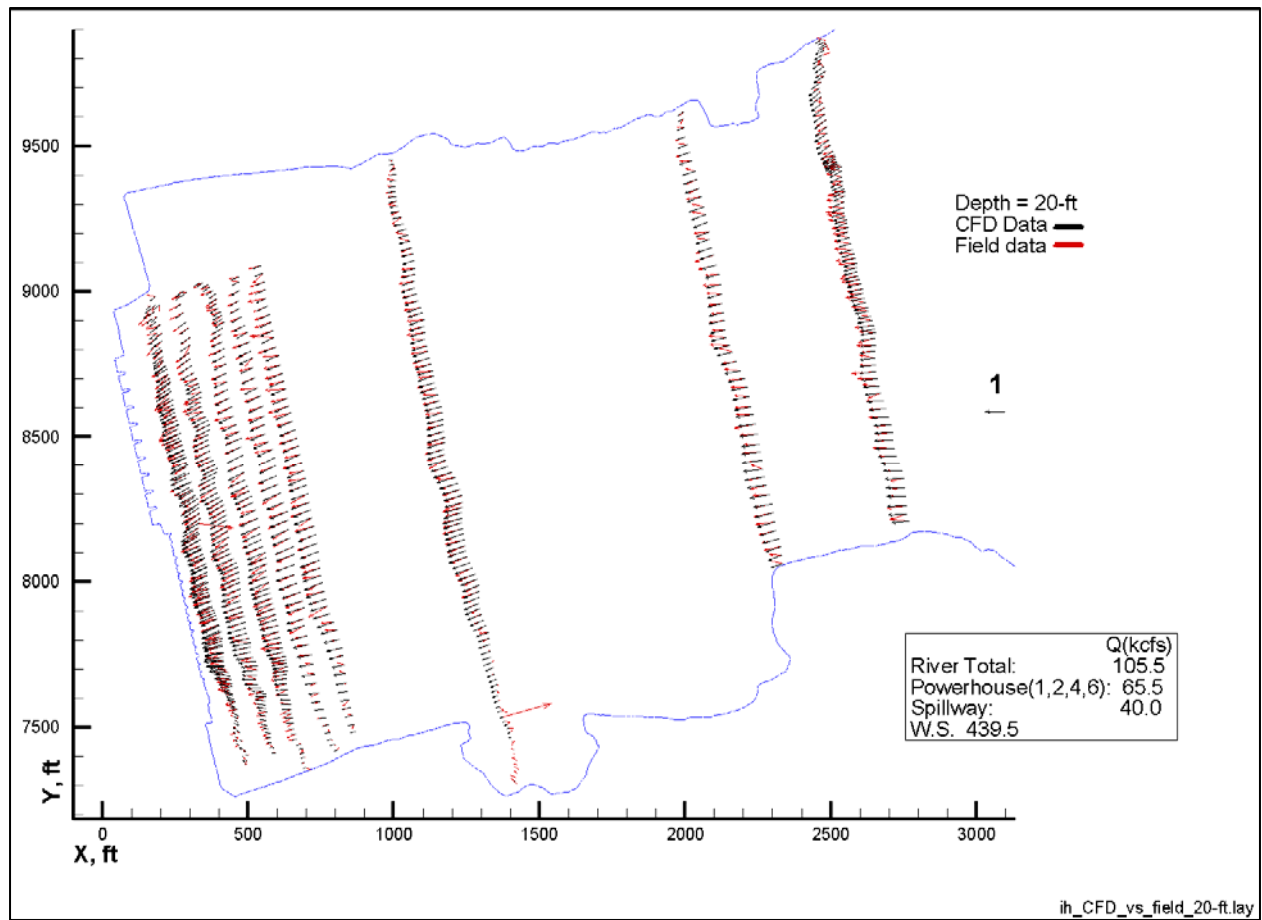 9500
9000
8500
8000
7500
Y, ft
0
500
1000
1500
2000
2500
3000
X, ft
Depth = 20-ft
CFD Data
Field data
1
Q(kcfs)
River Total: 105.5
Powerhouse(1,2,4,6): 65.5
Spillway: 40.0
W.S. 439.5
ih_CFD_vs_field_20-ft.lay